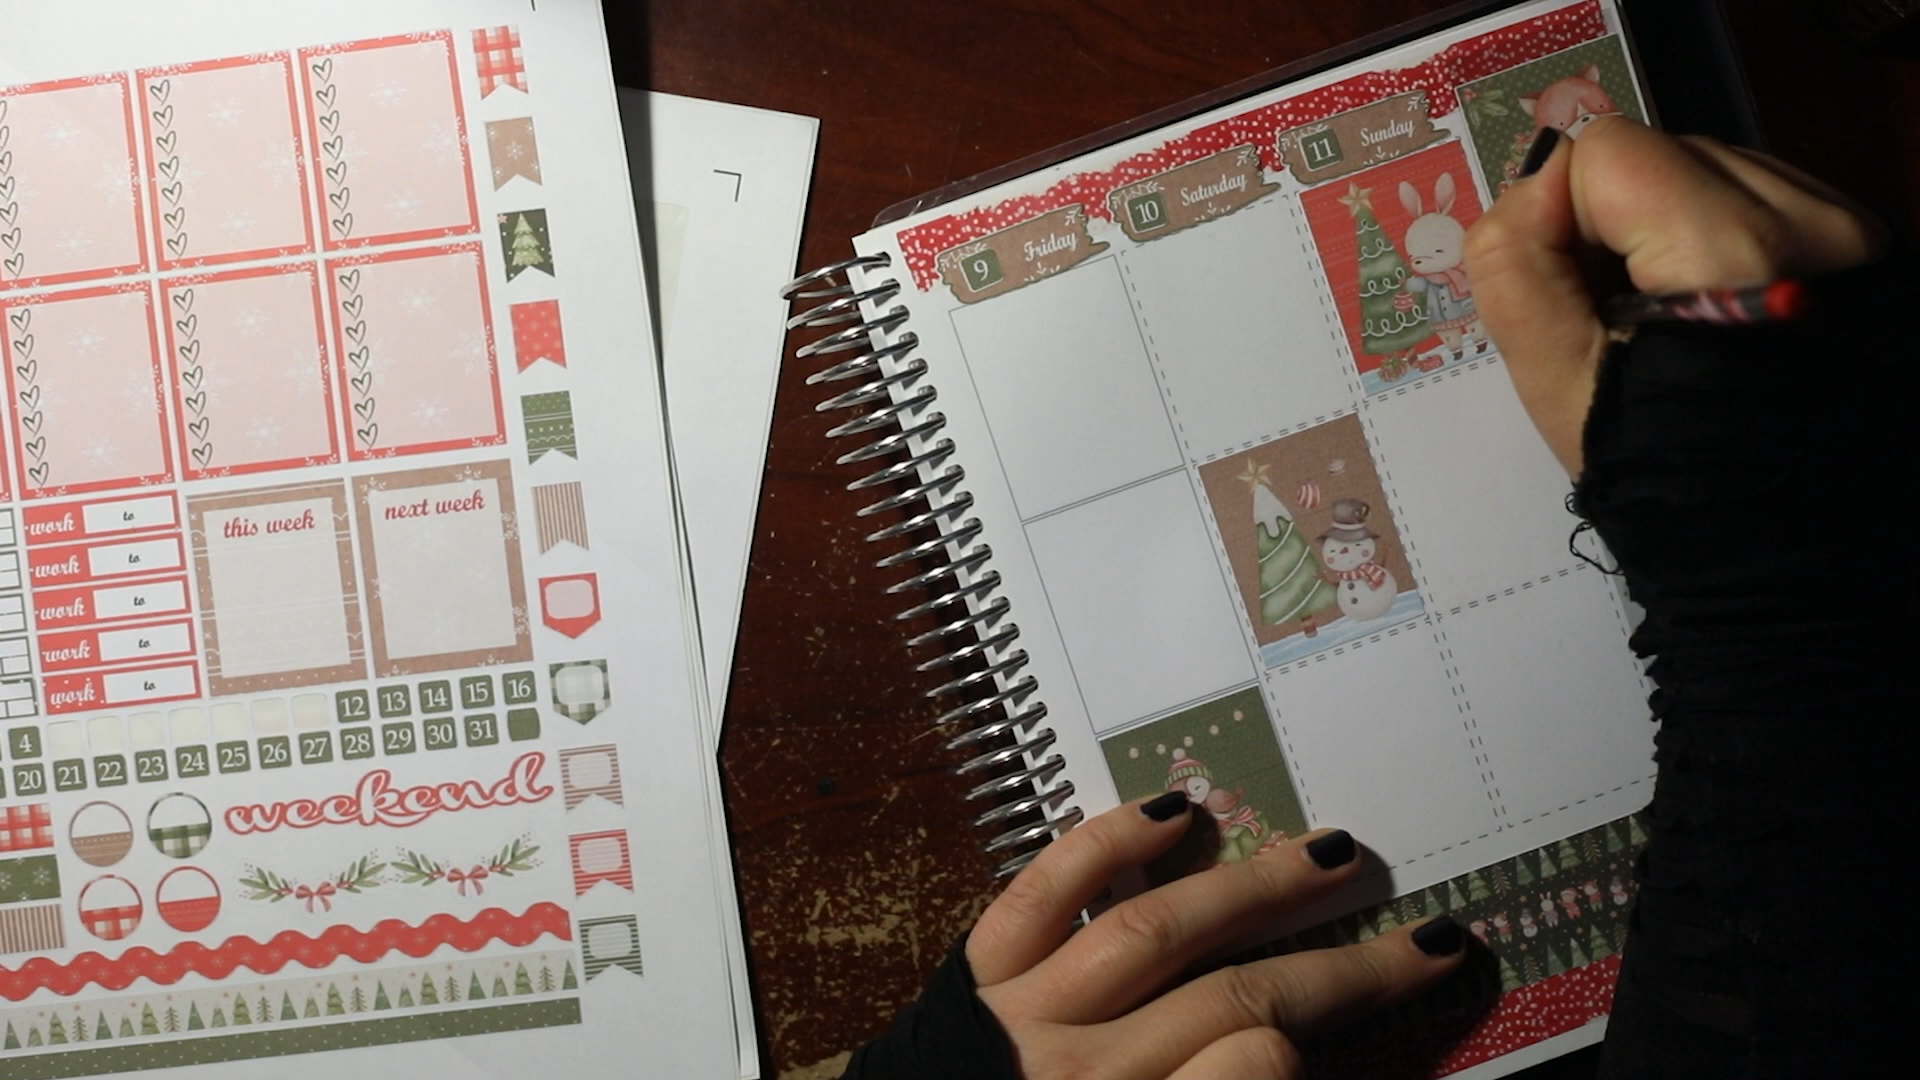 this week
next week
work to
work to
work to
work to
work to
12 13 14 15 16
4
20 21 22 23 24 25 26 27 28 29 30 31
weekend
9 Friday
10 Saturday
11 Sunday